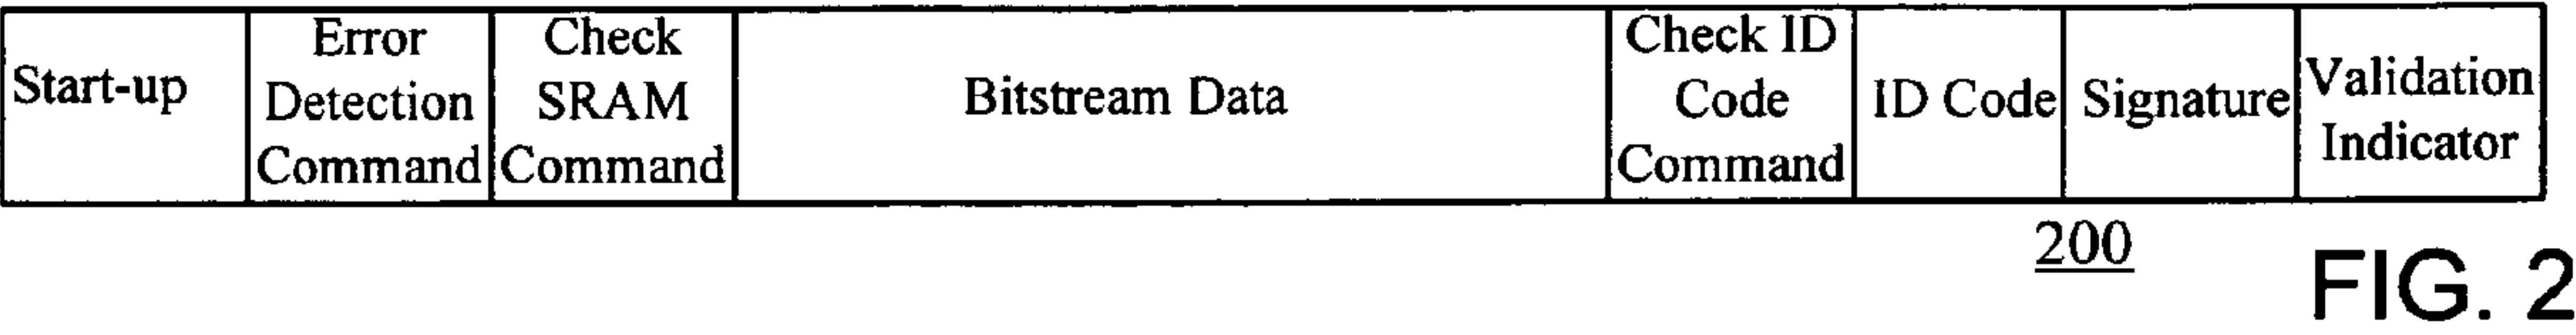 Start-up
Error
Detection
Command
Check
SRAM
Command
Bitstream Data
Check ID
Code
Command
ID Code
Signature
Validation
Indicator
200
FIG. 2